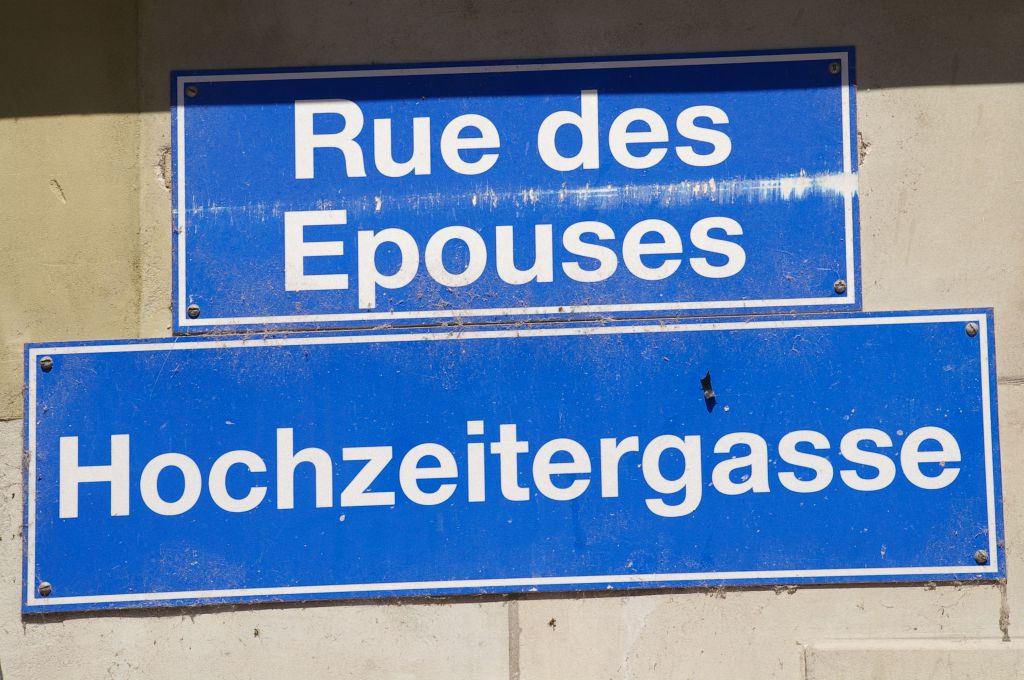 Rue des
Epouses
Hochzeitergasse